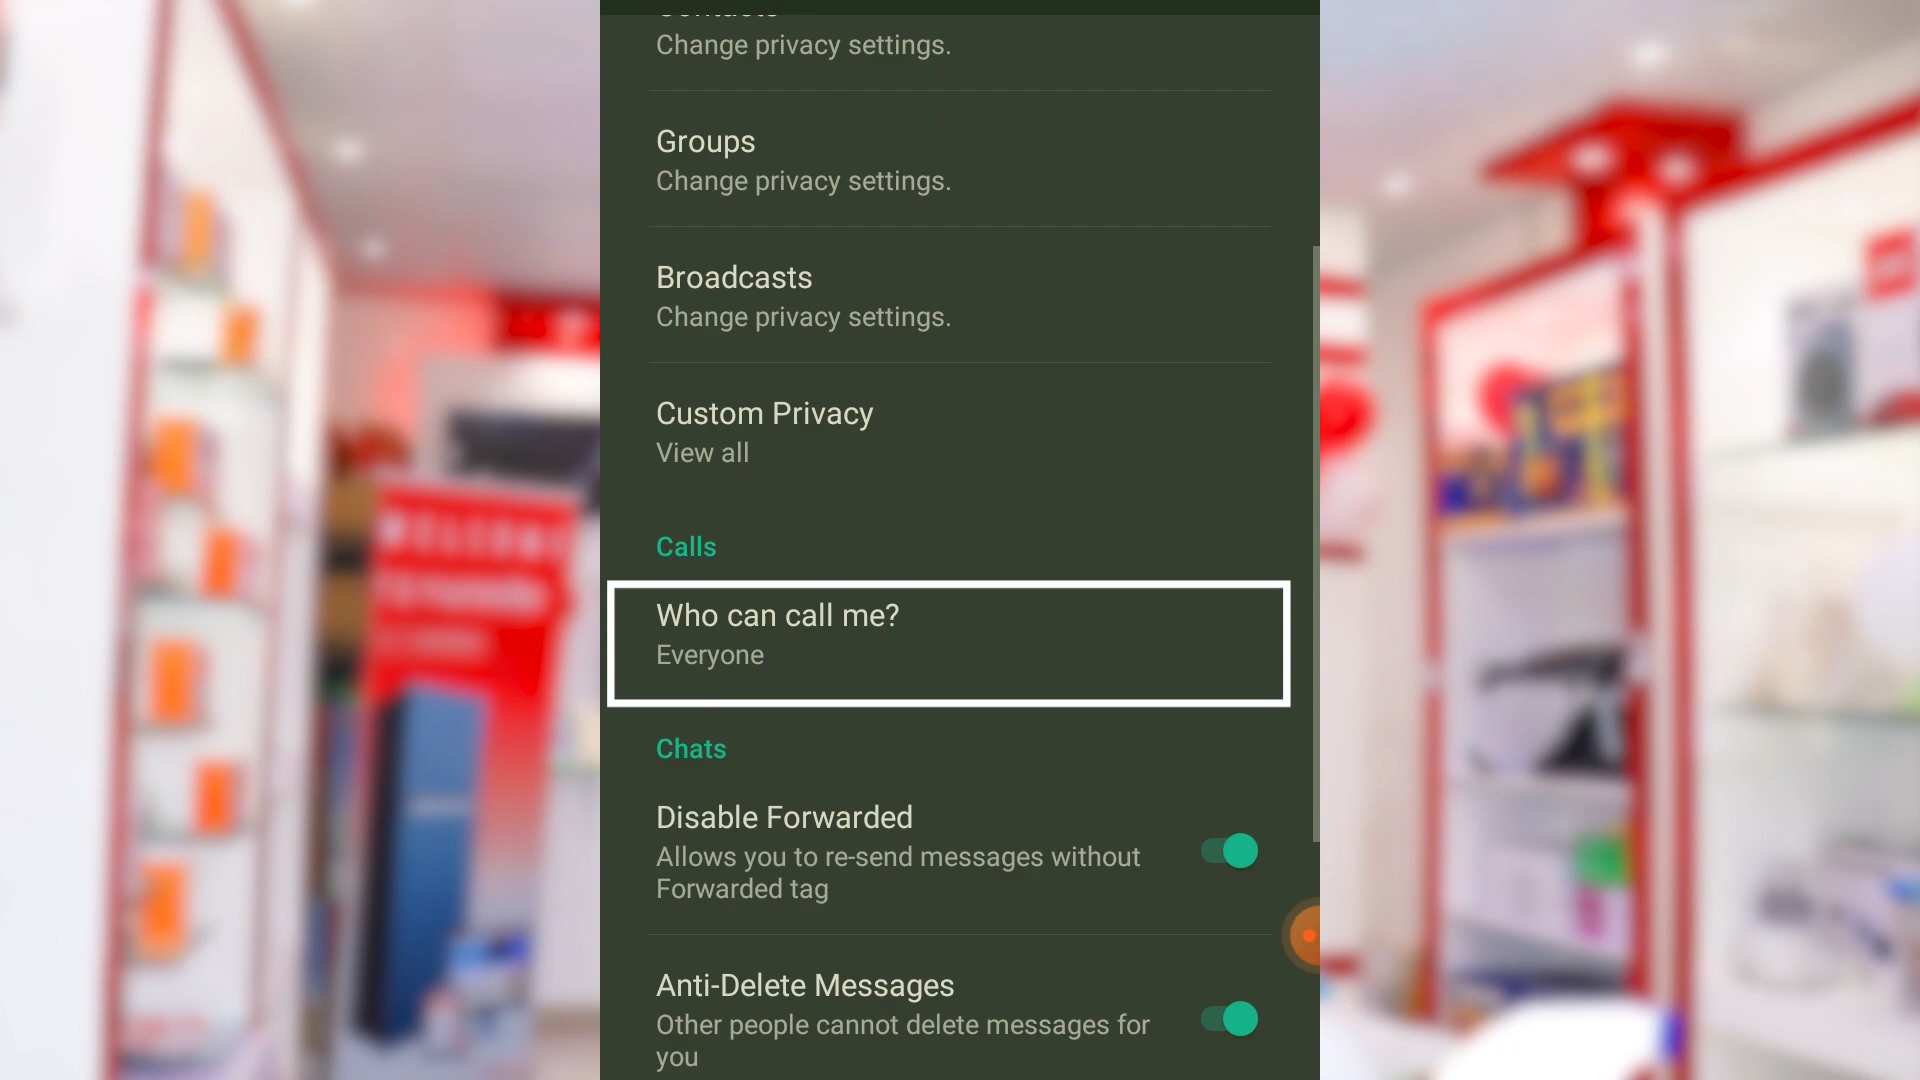 Change privacy settings.
Groups
Change privacy settings.
Broadcasts
Change privacy settings.
Custom Privacy
View all
Calls
Who can call me?
Everyone
Chats
Disable Forwarded
Allows you to re-send messages without
Forwarded tag
Anti-Delete Messages
Other people cannot delete messages for
you